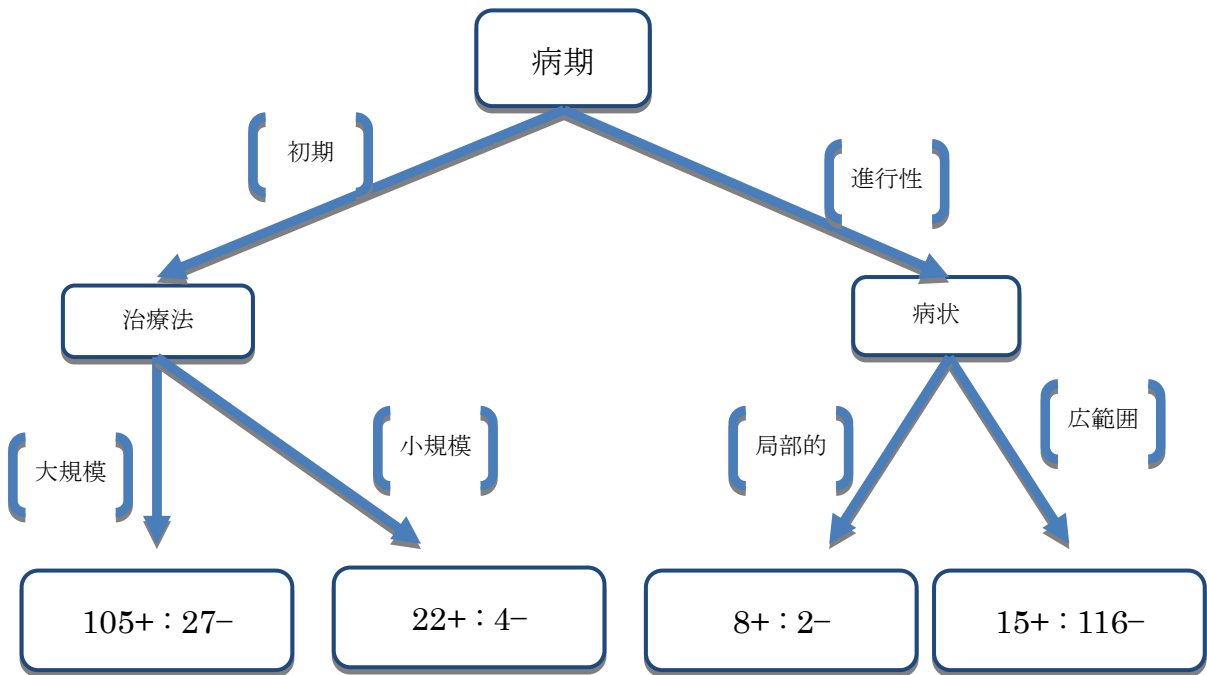 病期
初期
進行性
治療法
病状
大規模
小規模
局部的
広範囲
105+:27−
22+:4−
8+:2−
15+:116−